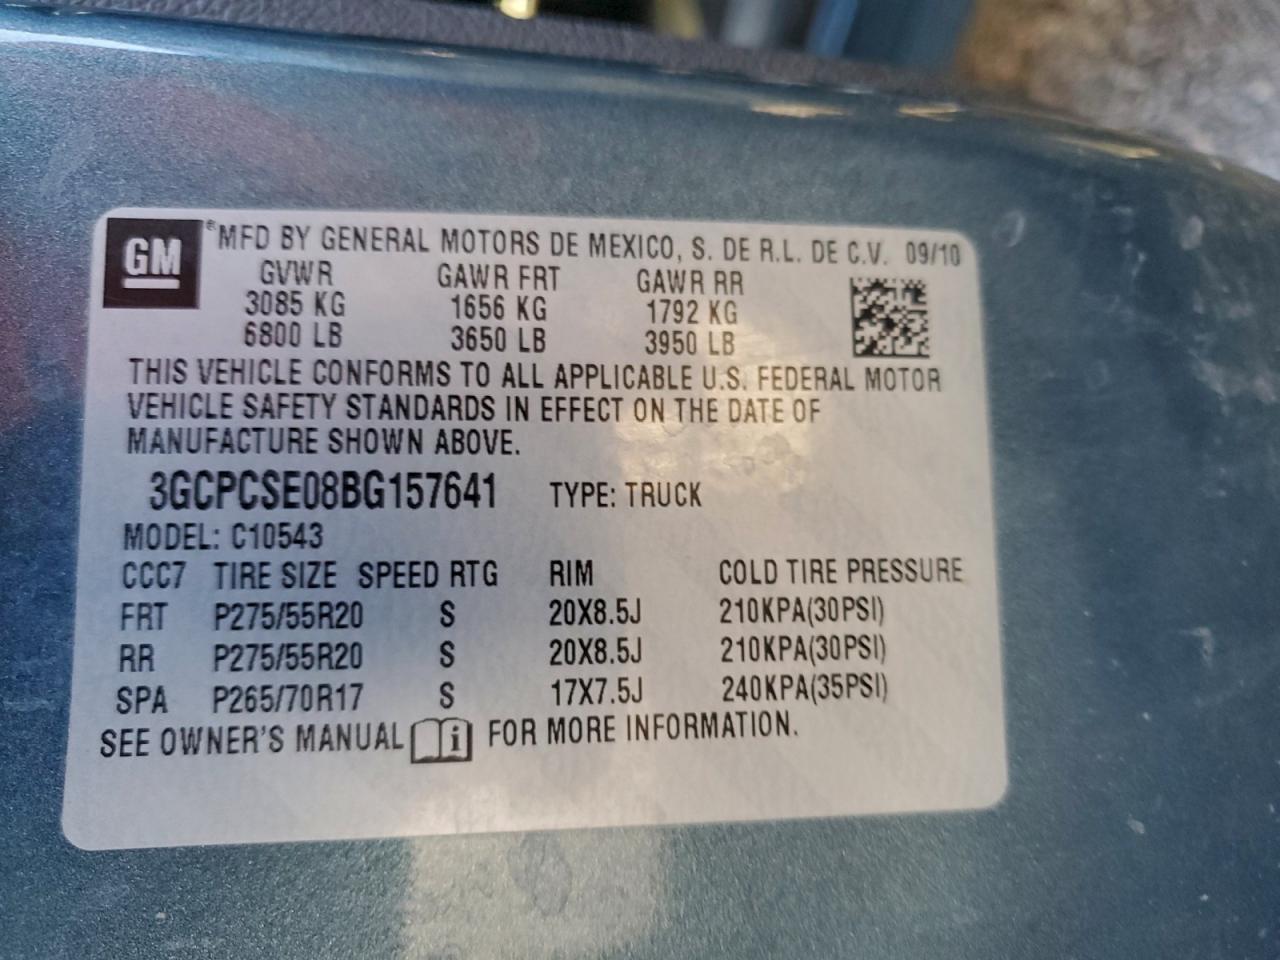 GM ® MFD BY GENERAL MOTORS DE MEXICO, S. DE R.L. DE C.V. 09/10
GVWR GAWR FRT GAWR RR
3085 KG 1656 KG 1792 KG
6800 LB 3650 LB 3950 LB
THIS VEHICLE CONFORMS TO ALL APPLICABLE U.S. FEDERAL MOTOR
VEHICLE SAFETY STANDARDS IN EFFECT ON THE DATE OF
MANUFACTURE SHOWN ABOVE.
3GCPCSE08BG157641 TYPE: TRUCK
MODEL: C10543
CCC7 TIRE SIZE SPEED RTG RIM COLD TIRE PRESSURE
FRT P275/55R20 S 20X8.5J 210KPA(30PSI)
RR P275/55R20 S 20X8.5J 210KPA(30PSI)
SPA P265/70R17 S 17X7.5J 240KPA(35PSI)
SEE OWNER'S MANUAL i FOR MORE INFORMATION.